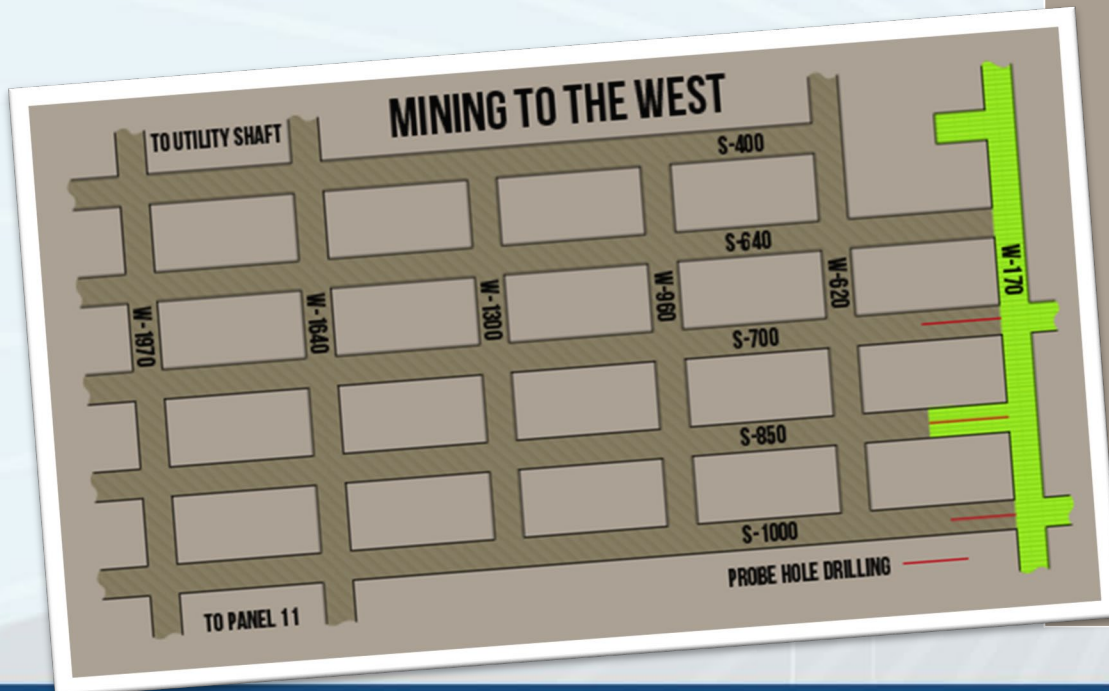 MINING TO THE WEST
TO UTILITY SHAFT
S-400
S-640
W-1970
W-1640
W-1300
W-960
W-620
W-170
S-700
S-850
S-1000
PROBE HOLE DRILLING
TO PANEL 11